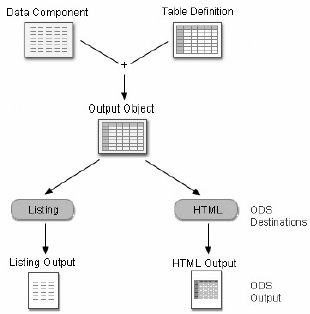 Data Component
Table Definition
+
Output Object
Listing
HTML
ODS
Destinations
Listing Output
HTML Output
ODS
Output